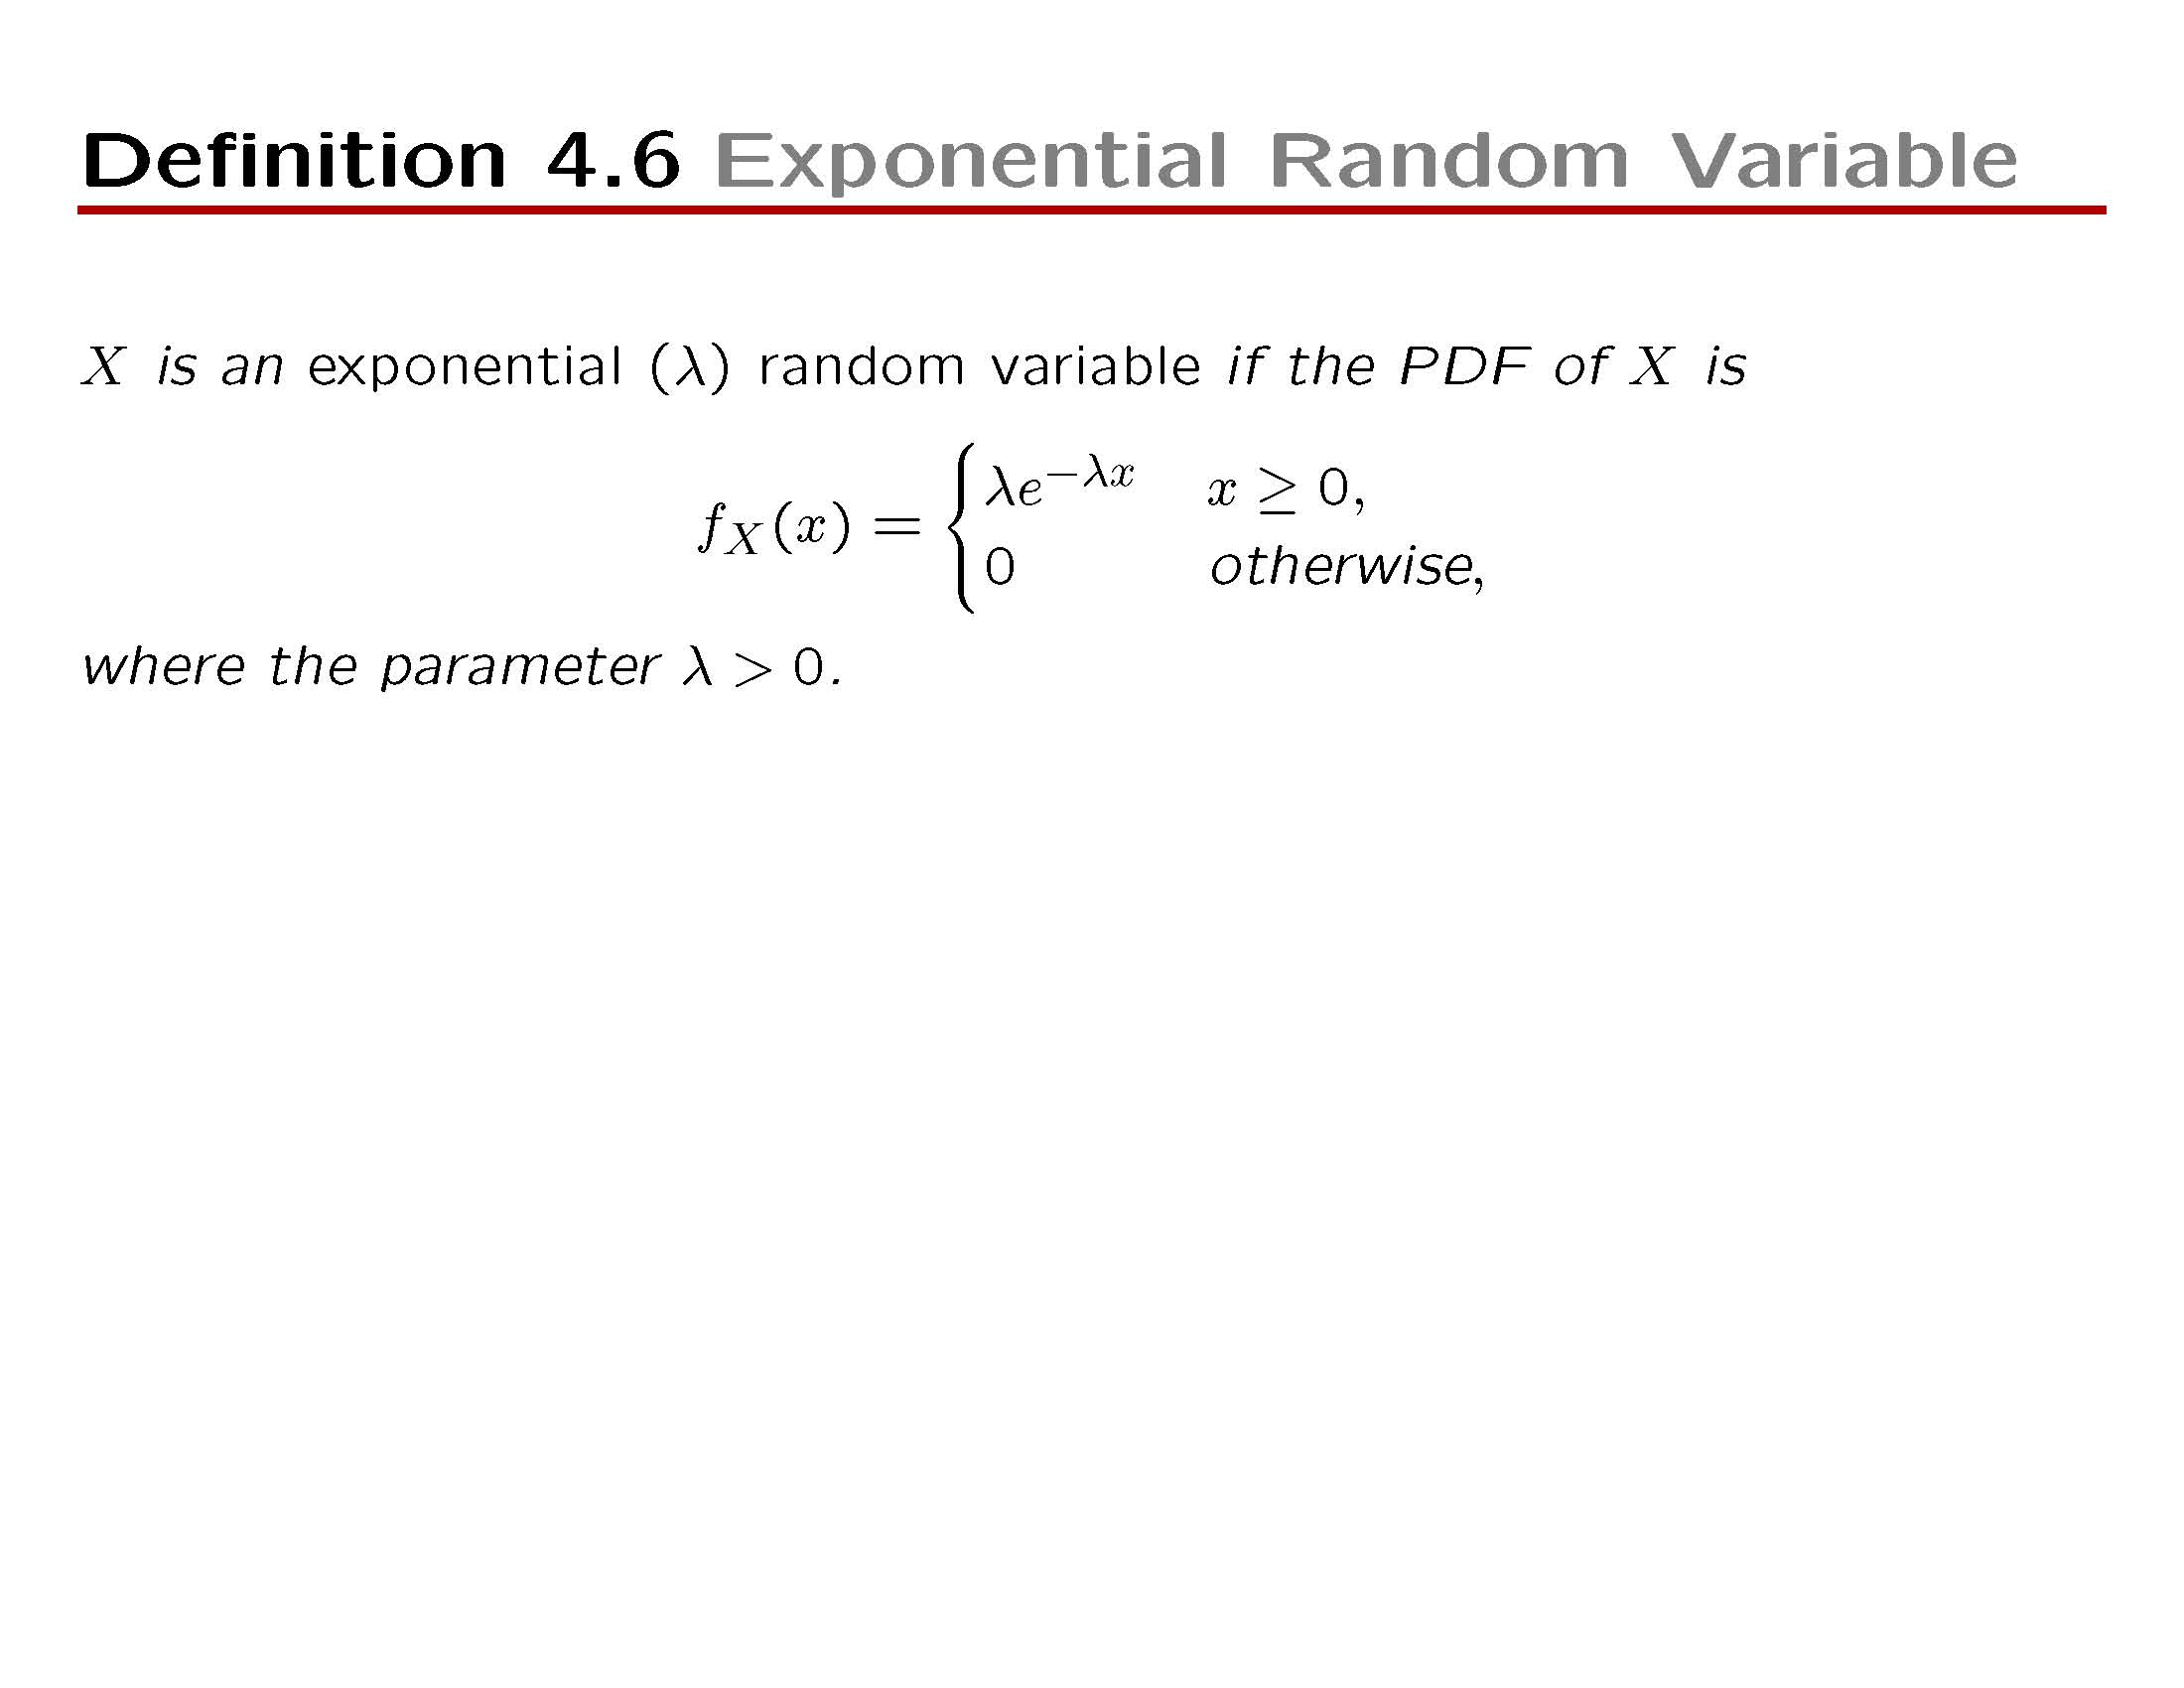 Definition 4.6 Exponential Random Variable
X is an exponential (λ) random variable if the PDF of X is
f_X(x) = { λe^{−λx} x ≥ 0,
0 otherwise,
where the parameter λ > 0.